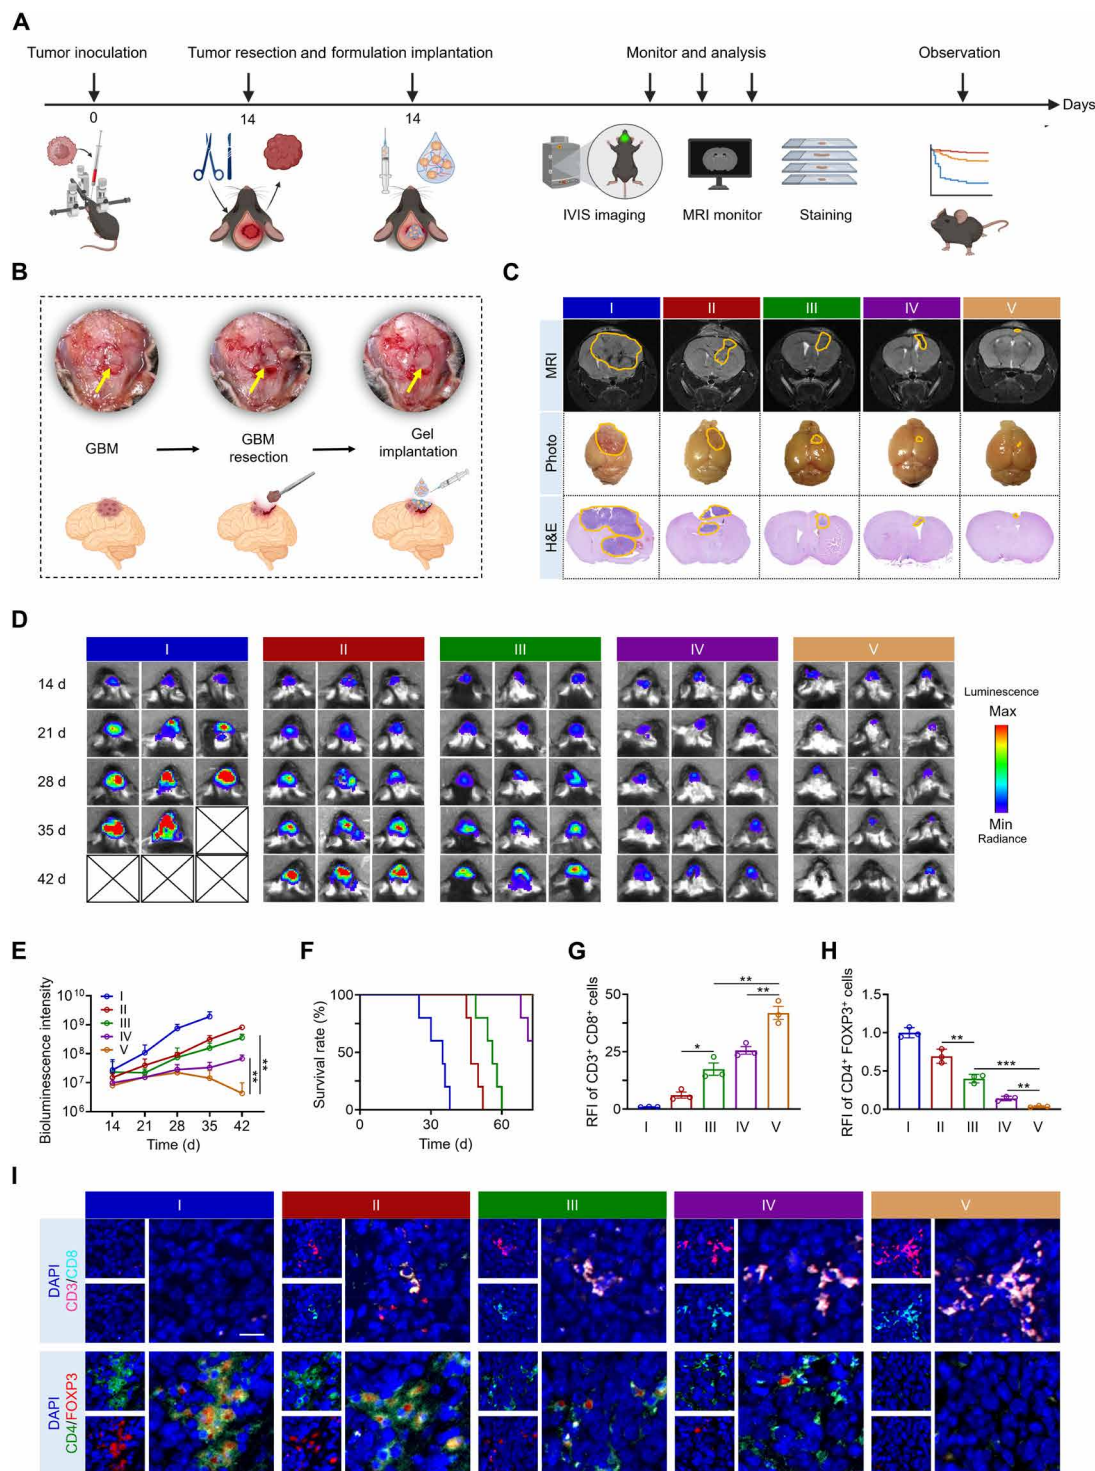 A
Tumor inoculation
Tumor resection and formulation implantation
Monitor and analysis
Observation
0
14
14
Days
IVIS imaging
MRI monitor
Staining
B
GBM
GBM
resection
Gel
implantation
C
I
II
III
IV
V
MRI
Photo
H&E
D
I
II
III
IV
V
14 d
21 d
28 d
35 d
42 d
Luminescence
Max
Min
Radiance
E
Bioluminescence intensity
10¹⁰
10⁹
10⁸
10⁷
10⁶
I
II
III
IV
V
**
**
14
21
28
35
42
Time (d)
F
Survival rate (%)
100
50
0
0
30
60
Time (d)
G
RFI of CD3⁺ CD8⁺ cells
50
25
0
*
**
**
I
II
III
IV
V
H
RFI of CD4⁺ FOXP3⁺ cells
1.5
1.0
0.5
0.0
**
***
**
I
II
III
IV
V
I
I
II
III
IV
V
DAPI
CD3/CD8
DAPI
CD4/FOXP3